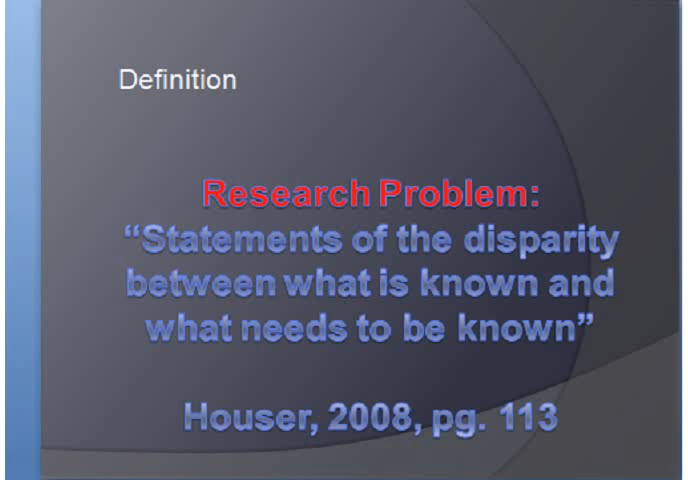 Definition
Research Problem:
“Statements of the disparity
between what is known and
what needs to be known”
Houser, 2008, pg. 113